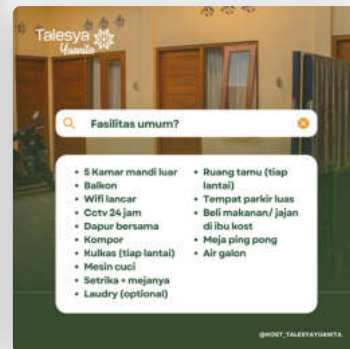 Talesya
Yuanita
Fasilitas umum?
• 5 Kamar mandi luar
• Balkon
• Wifi lancar
• Cctv 24 jam
• Dapur bersama
• Kompor
• Kulkas (tiap lantai)
• Mesin cuci
• Setrika + mejanya
• Laudry (optional)
• Ruang tamu (tiap
lantai)
• Tempat parkir luas
• Beli makanan/ jajan
di ibu kost
• Meja ping pong
• Air galon
@KOST_TALESYAYUANITA